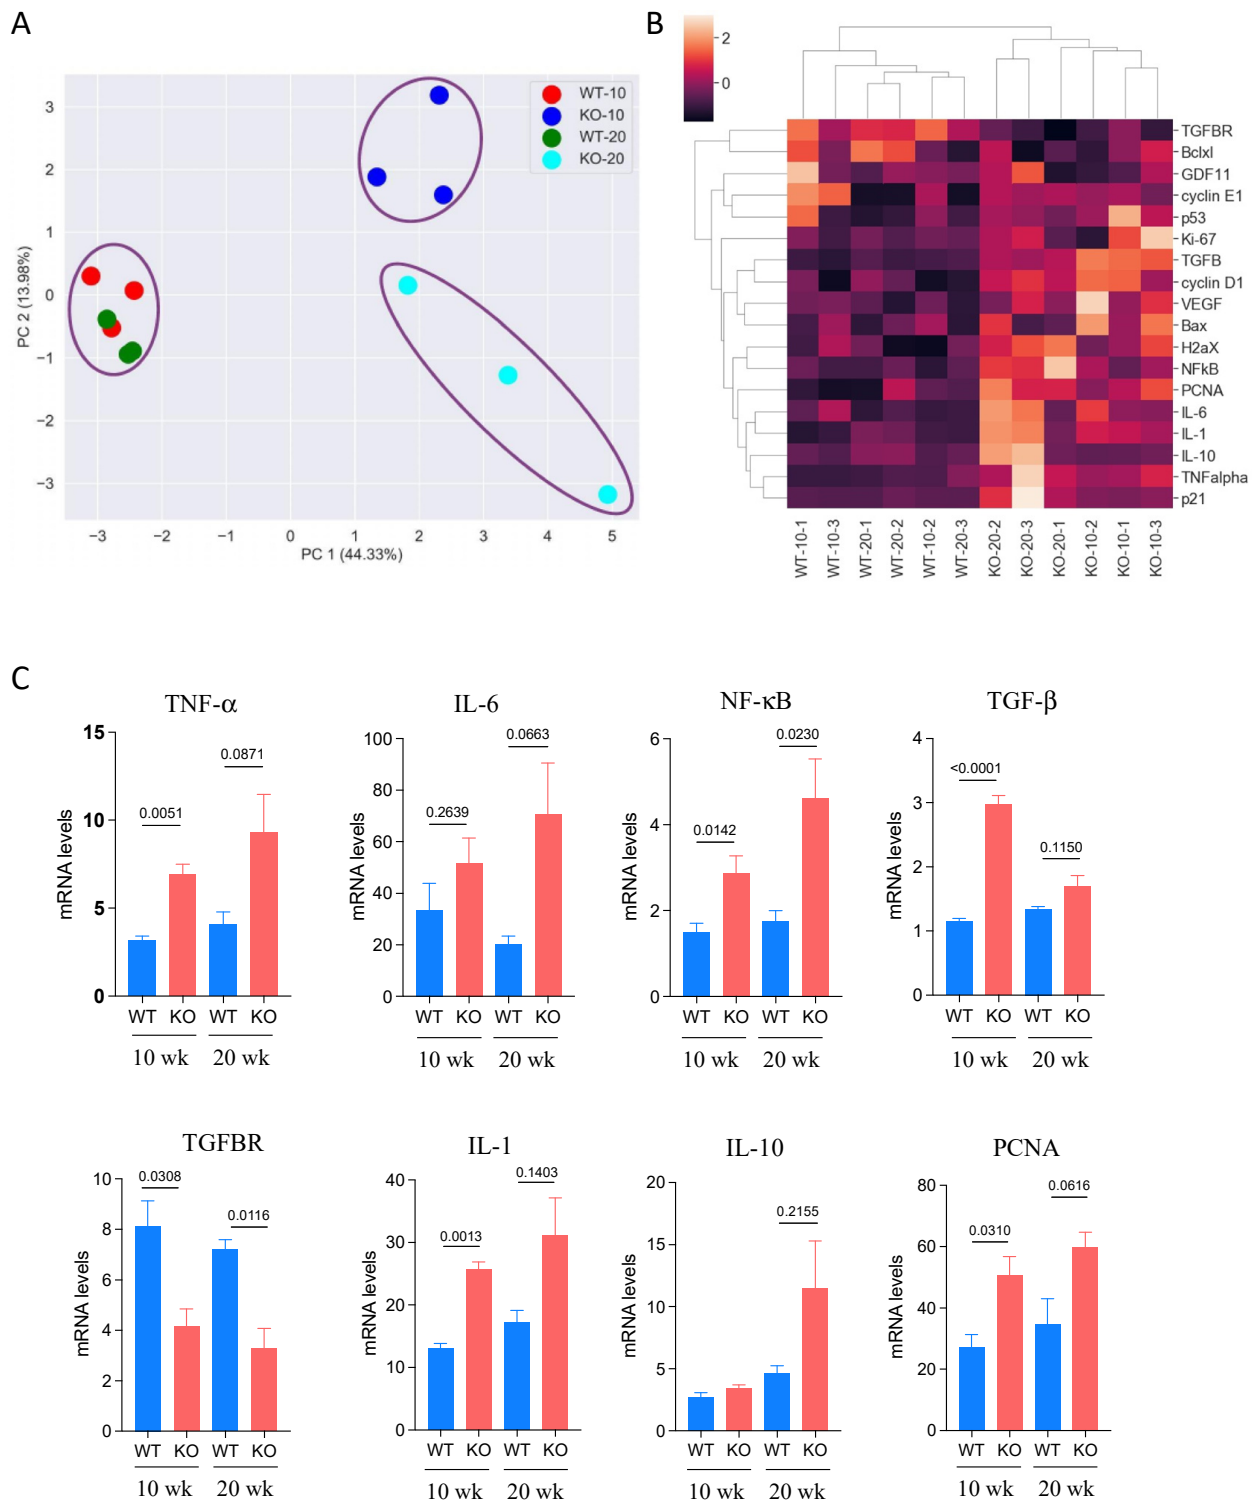 A
3
2
1
0
−1
−2
−3
PC 2 (13.98%)
−3 −2 −1 0 1 2 3 4 5
PC 1 (44.33%)
WT-10
KO-10
WT-20
KO-20
B
2
0
TGFBR
Bclxl
GDF11
cyclin E1
p53
Ki-67
TGFB
cyclin D1
VEGF
Bax
H2aX
NFkB
PCNA
IL-6
IL-1
IL-10
TNFalpha
p21
WT-10-1
WT-10-3
WT-20-1
WT-20-2
WT-10-2
WT-20-3
KO-20-2
KO-20-3
KO-20-1
KO-10-2
KO-10-1
KO-10-3
C
TNF-α
15
10
5
0
mRNA levels
0.0051
0.0871
WT KO WT KO
10 wk 20 wk
IL-6
100
80
60
40
20
0
mRNA levels
0.2639
0.0663
WT KO WT KO
10 wk 20 wk
NF-κB
6
4
2
0
mRNA levels
0.0142
0.0230
WT KO WT KO
10 wk 20 wk
TGF-β
4
3
2
1
0
mRNA levels
<0.0001
0.1150
WT KO WT KO
10 wk 20 wk
TGFBR
10
8
6
4
2
0
mRNA levels
0.0308
0.0116
WT KO WT KO
10 wk 20 wk
IL-1
40
30
20
10
0
mRNA levels
0.0013
0.1403
WT KO WT KO
10 wk 20 wk
IL-10
20
15
10
5
0
mRNA levels
0.2155
WT KO WT KO
10 wk 20 wk
PCNA
80
60
40
20
0
mRNA levels
0.0310
0.0616
WT KO WT KO
10 wk 20 wk